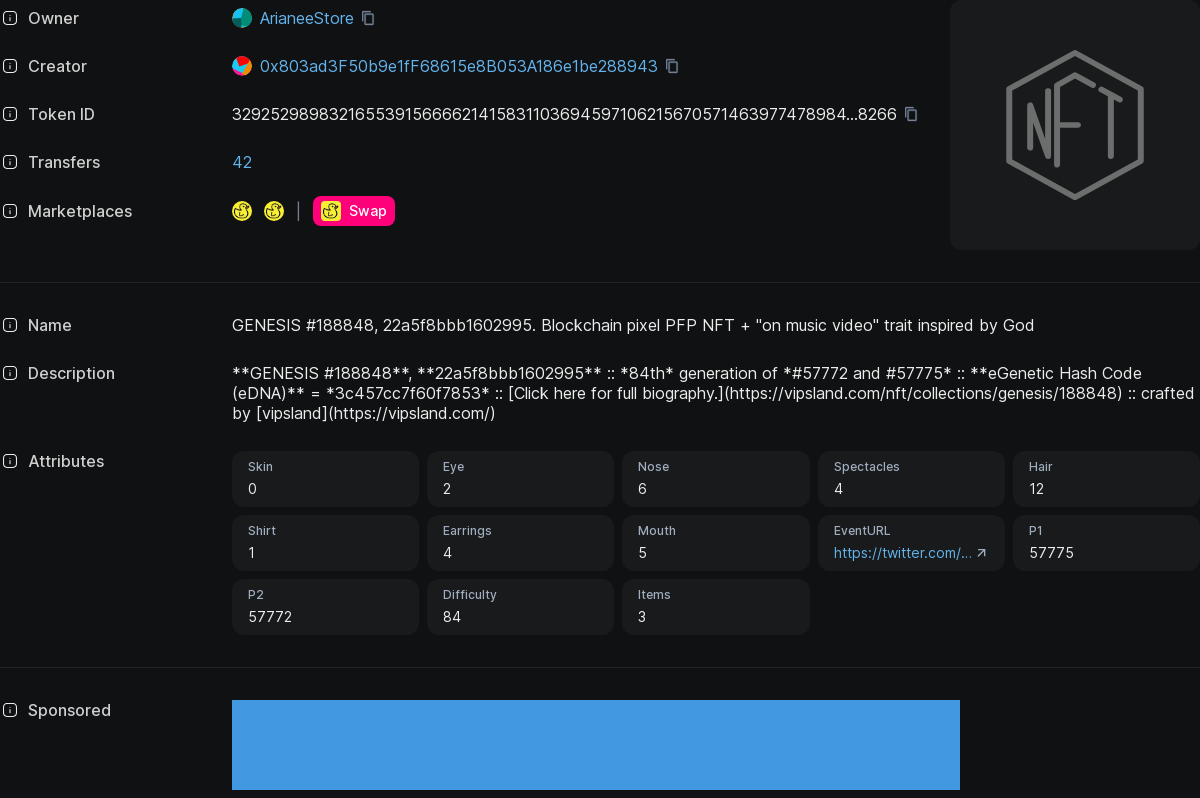 Owner
ArianeeStore
Creator
0x803ad3F50b9e1fF68615e8B053A186e1be288943
Token ID
32925298983216553915666621415831103694597106215670571463977478984...8266
Transfers
42
Marketplaces
| Swap
NFT
Name
GENESIS #188848, 22a5f8bbb1602995. Blockchain pixel PFP NFT + "on music video" trait inspired by God
Description
**GENESIS #188848**, **22a5f8bbb1602995** :: *84th* generation of *#57772 and #57775* :: **eGenetic Hash Code
(eDNA)** = *3c457cc7f60f7853* :: [Click here for full biography.](https://vipsland.com/nft/collections/genesis/188848) :: crafted
by [vipsland](https://vipsland.com/)
Attributes
Skin
0
Eye
2
Nose
6
Spectacles
4
Hair
12
Shirt
1
Earrings
4
Mouth
5
EventURL
https://twitter.com/...
P1
57775
P2
57772
Difficulty
84
Items
3
Sponsored